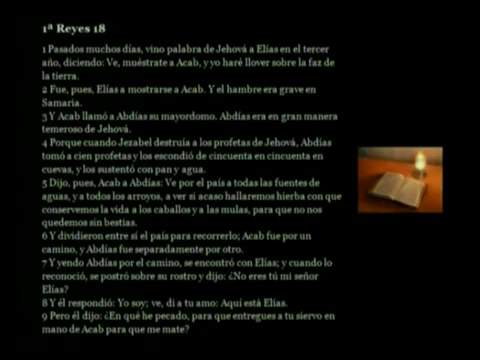 1ª Reyes 18
1 Pasados muchos días, vino palabra de Jehová a Elías en el tercer
año, diciendo: Ve, muéstrate a Acab, y yo haré llover sobre la faz de
la tierra.
2 Fue, pues, Elías a mostrarse a Acab. Y el hambre era grave en
Samaria.
3 Y Acab llamó a Abdías su mayordomo. Abdías era en gran manera
temeroso de Jehová.
4 Porque cuando Jezabel destruía a los profetas de Jehová, Abdías
tomó a cien profetas y los escondió de cincuenta en cincuenta en
cuevas, y los sustentó con pan y agua.
5 Dijo, pues, Acab a Abdías: Ve por el país a todas las fuentes de
aguas, y a todos los arroyos, a ver si acaso hallaremos hierba con que
conservemos la vida a los caballos y a las mulas, para que no nos
quedemos sin bestias.
6 Y dividieron entre sí el país para recorrerlo; Acab fue por un
camino, y Abdías fue separadamente por otro.
7 Y yendo Abdías por el camino, se encontró con Elías; y cuando lo
reconoció, se postró sobre su rostro y dijo: ¿No eres tú mi señor
Elías?
8 Y él respondió: Yo soy; ve, di a tu amo: Aquí está Elías.
9 Pero él dijo: ¿En qué he pecado, para que entregues a tu siervo en
mano de Acab para que me mate?